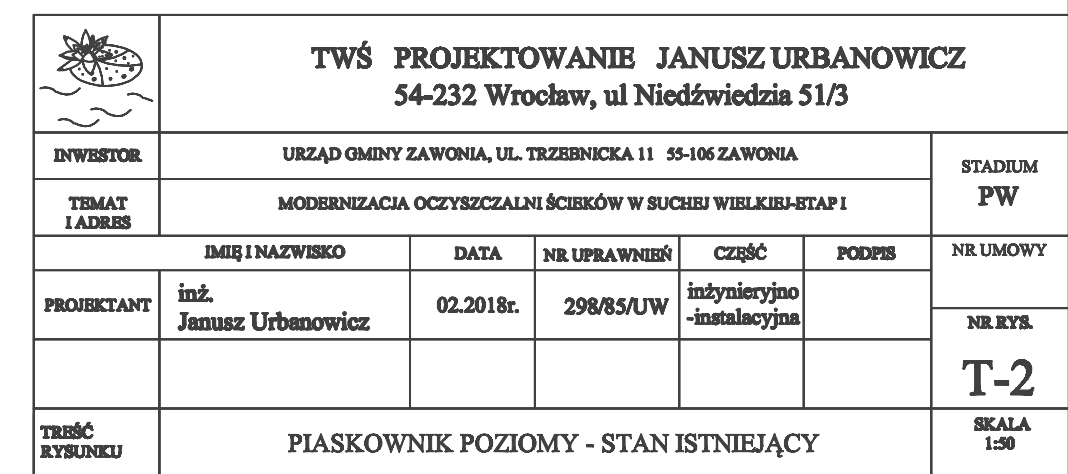 TWŚ PROJEKTOWANIE JANUSZ URBANOWICZ
54-232 Wrocław, ul Niedźwiedzia 51/3
INWESTOR
URZĄD GMINY ZAWONIA, UL. TRZEBNICKA 11 55-106 ZAWONIA
STADIUM
PW
TEMAT
I ADRES
MODERNIZACJA OCZYSZCZALNI ŚCIEKÓW W SUCHEJ WIELKIEJ-ETAP I
IMIĘ I NAZWISKO
DATA
NR UPRAWNIEŃ
CZĘŚĆ
PODPIS
NR UMOWY
PROJEKTANT
inż.
Janusz Urbanowicz
02.2018r.
298/85/UW
inżynieryjno
-instalacyjna
NR RYS.
T-2
TREŚĆ
RYSUNKU
PIASKOWNIK POZIOMY - STAN ISTNIEJĄCY
SKALA
1:50